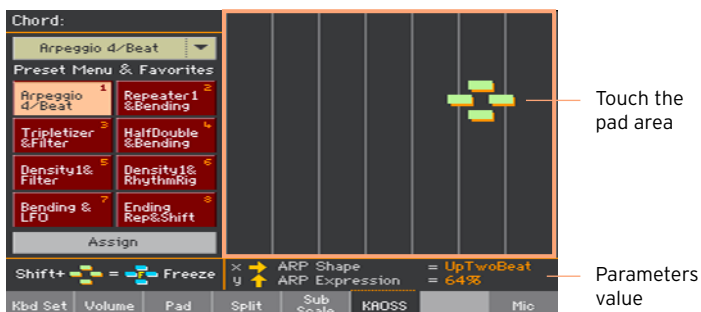 Chord:
Arpeggio 4/Beat
Preset Menu & Favorites
Arpeggio 4/Beat 1
Repeater1 &Bending 2
Tripletizer &Filter 3
HalfDouble &Bending 4
Density1& Filter 5
Density1& RhythmRig 6
Bending & LFO 7
Ending Rep&Shift 8
Assign
Shift+ = F Freeze
x ARP Shape = UpTwoBeat
y ARP Expression = 64%
Kbd Set Volume Pad Split Sub Scale KAOSS Mic
Touch the
pad area
Parameters
value